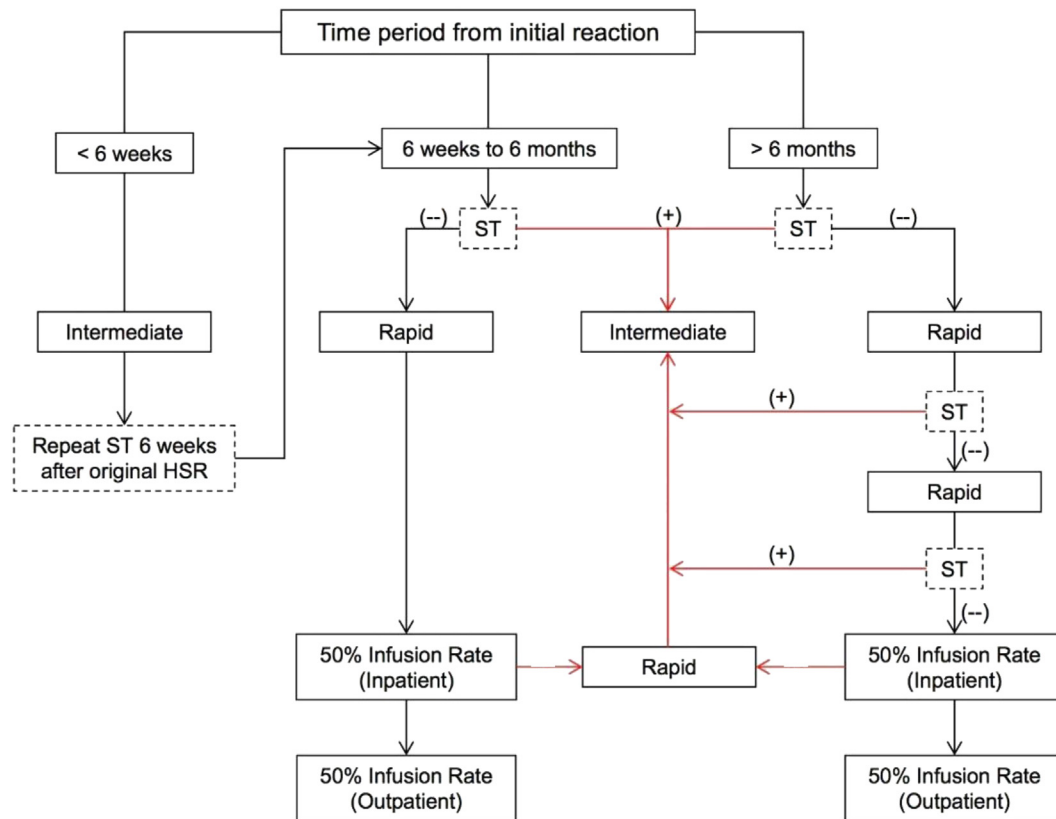 Time period from initial reaction
< 6 weeks
6 weeks to 6 months
> 6 months
(--)
ST
(+)
ST
(--)
Intermediate
Rapid
Intermediate
Rapid
(+)
ST
Repeat ST 6 weeks
after original HSR
(--)
Rapid
(+)
ST
(--)
50% Infusion Rate
(Inpatient)
Rapid
50% Infusion Rate
(Inpatient)
50% Infusion Rate
(Outpatient)
50% Infusion Rate
(Outpatient)